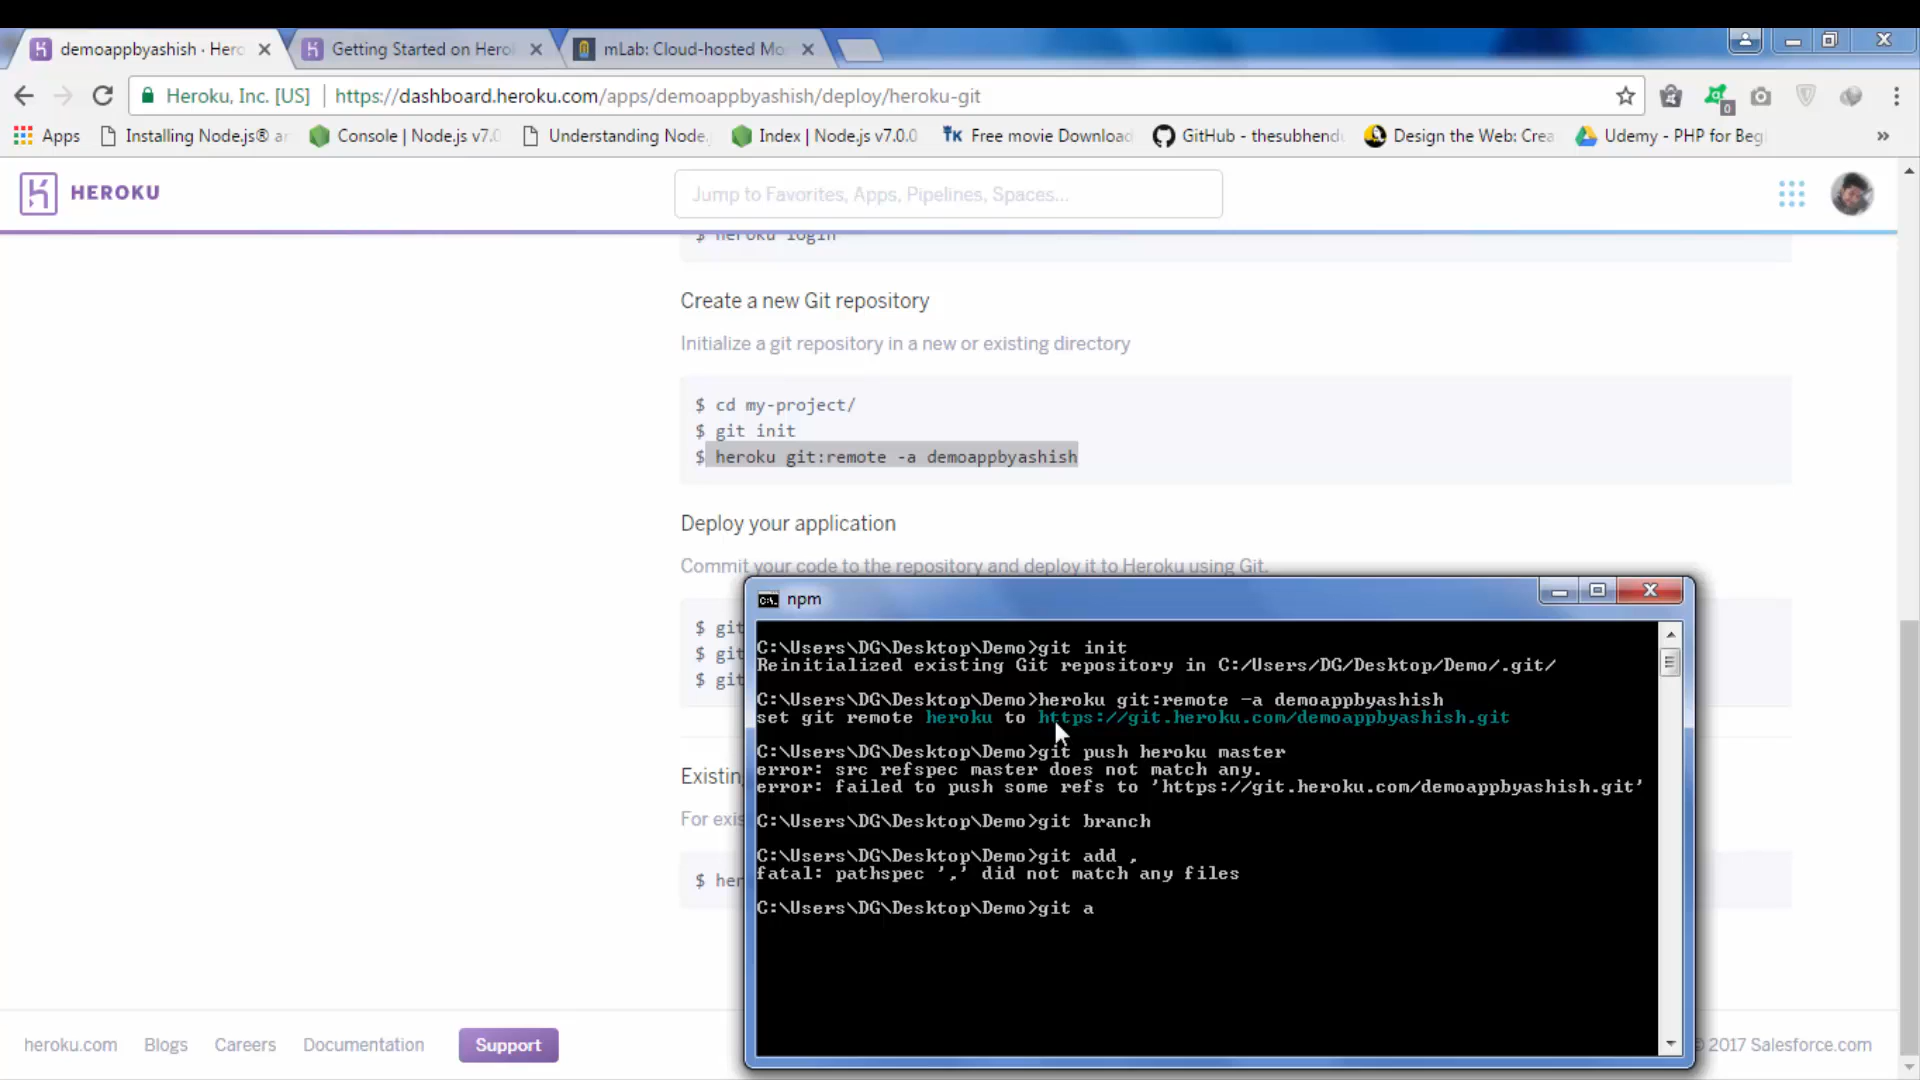 demoappbyashish · Hero
Getting Started on Herok
mLab: Cloud-hosted Mo
Heroku, Inc. [US]
https://dashboard.heroku.com/apps/demoappbyashish/deploy/heroku-git
0
Apps
Installing Node.js® a
Console | Node.js v7.0
Understanding Node.
Index | Node.js v7.0.0
TK Free movie Download
GitHub - thesubhend
Design the Web: Crea
Udemy - PHP for Beg
»
HEROKU
Jump to Favorites, Apps, Pipelines, Spaces...
$ heroku login
Create a new Git repository
Initialize a git repository in a new or existing directory
$ cd my-project/
$ git init
$ heroku git:remote -a demoappbyashish
Deploy your application
Commit your code to the repository and deploy it to Heroku using Git.
$ git
$ git
$ git
Existing
For exis
$ her
npm
C:\Users\DG\Desktop\Demo>git init
Reinitialized existing Git repository in C:/Users/DG/Desktop/Demo/.git/
C:\Users\DG\Desktop\Demo>heroku git:remote -a demoappbyashish
set git remote heroku to https://git.heroku.com/demoappbyashish.git
C:\Users\DG\Desktop\Demo>git push heroku master
error: src refspec master does not match any.
error: failed to push some refs to 'https://git.heroku.com/demoappbyashish.git'
C:\Users\DG\Desktop\Demo>git branch
C:\Users\DG\Desktop\Demo>git add ,
fatal: pathspec ',' did not match any files
C:\Users\DG\Desktop\Demo>git a
heroku.com
Blogs
Careers
Documentation
Support
© 2017 Salesforce.com